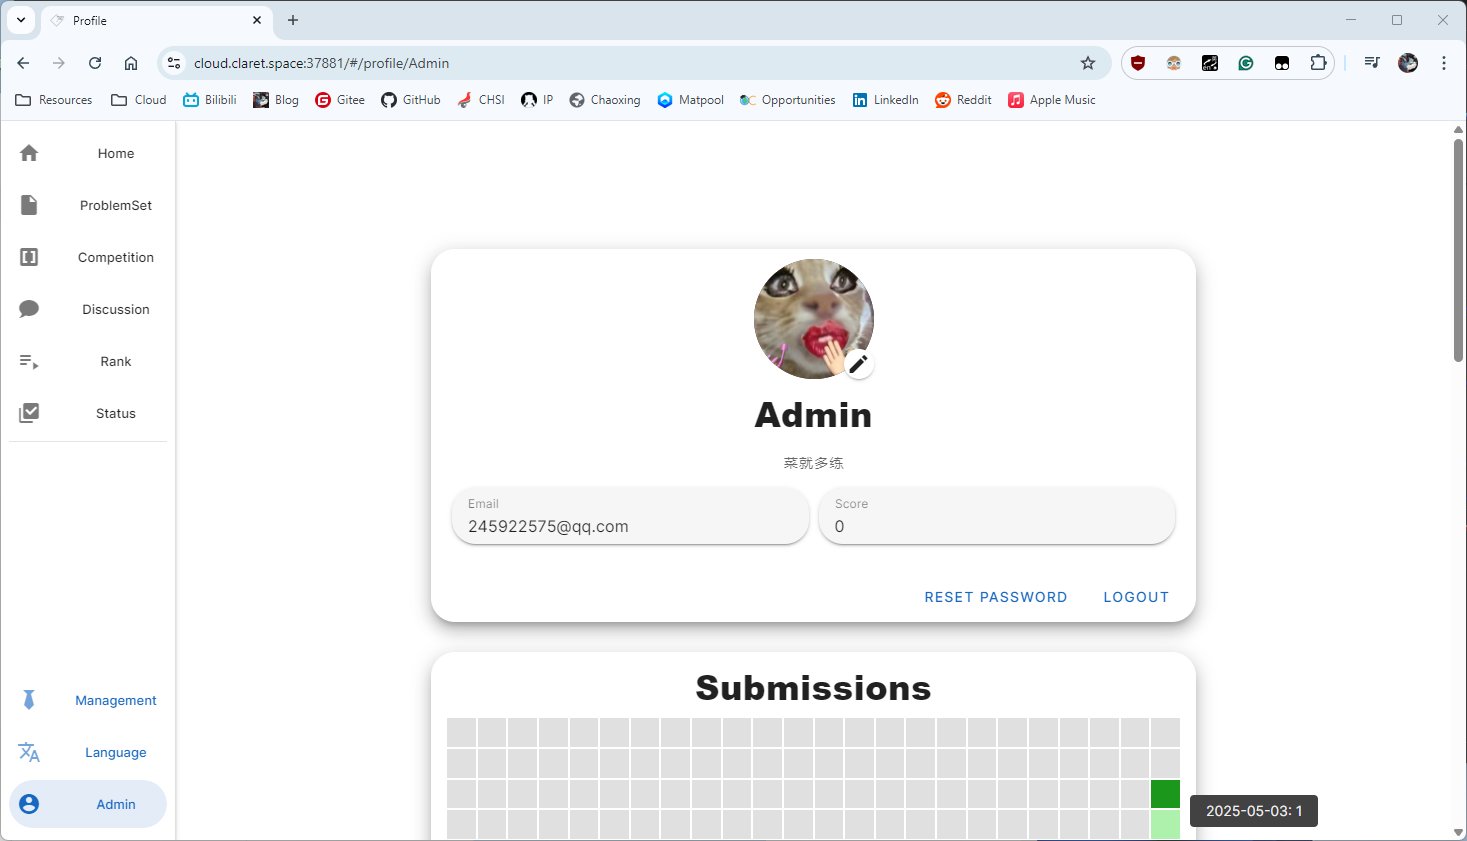 Profile
cloud.claret.space:37881/#/profile/Admin
Resources Cloud Bilibili Blog Gitee GitHub CHSI IP Chaoxing Matpool Opportunities LinkedIn Reddit Apple Music
Home
ProblemSet
Competition
Discussion
Rank
Status
Management
Language
Admin
Admin
菜就多练
Email
245922575@qq.com
Score
0
RESET PASSWORD LOGOUT
Submissions
2025-05-03: 1